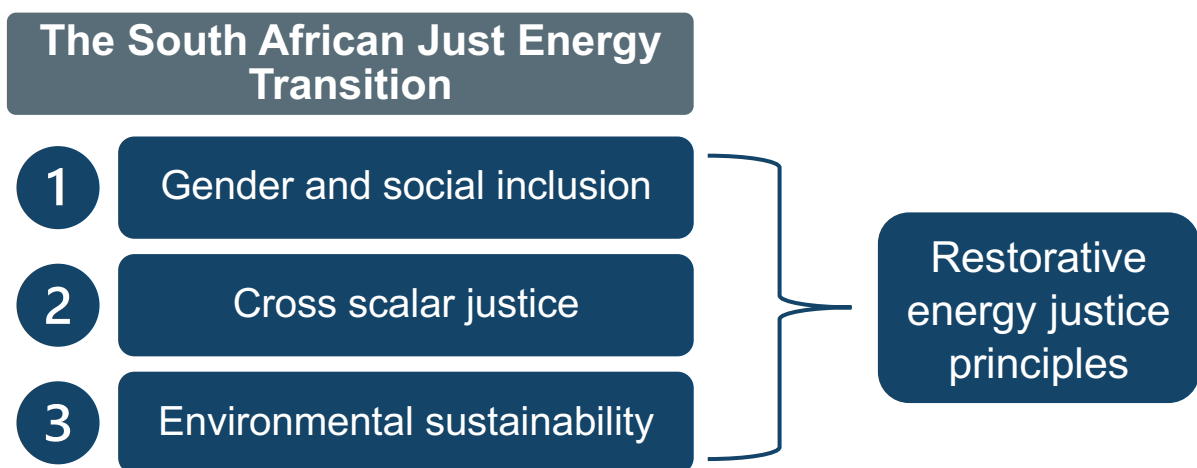 The South African Just Energy
Transition
1
Gender and social inclusion
2
Cross scalar justice
3
Environmental sustainability
Restorative
energy justice
principles